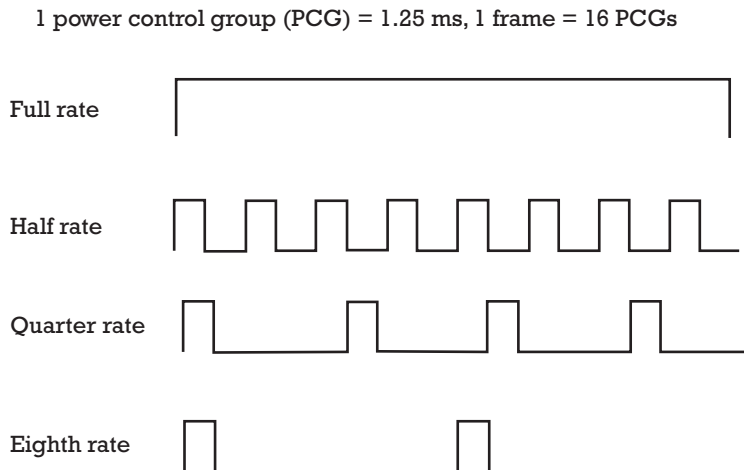 1 power control group (PCG) = 1.25 ms, 1 frame = 16 PCGs
Full rate
Half rate
Quarter rate
Eighth rate